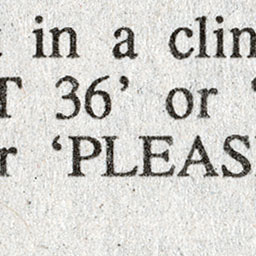 in a clin
T 36’ or ‘
r ‘PLEAS